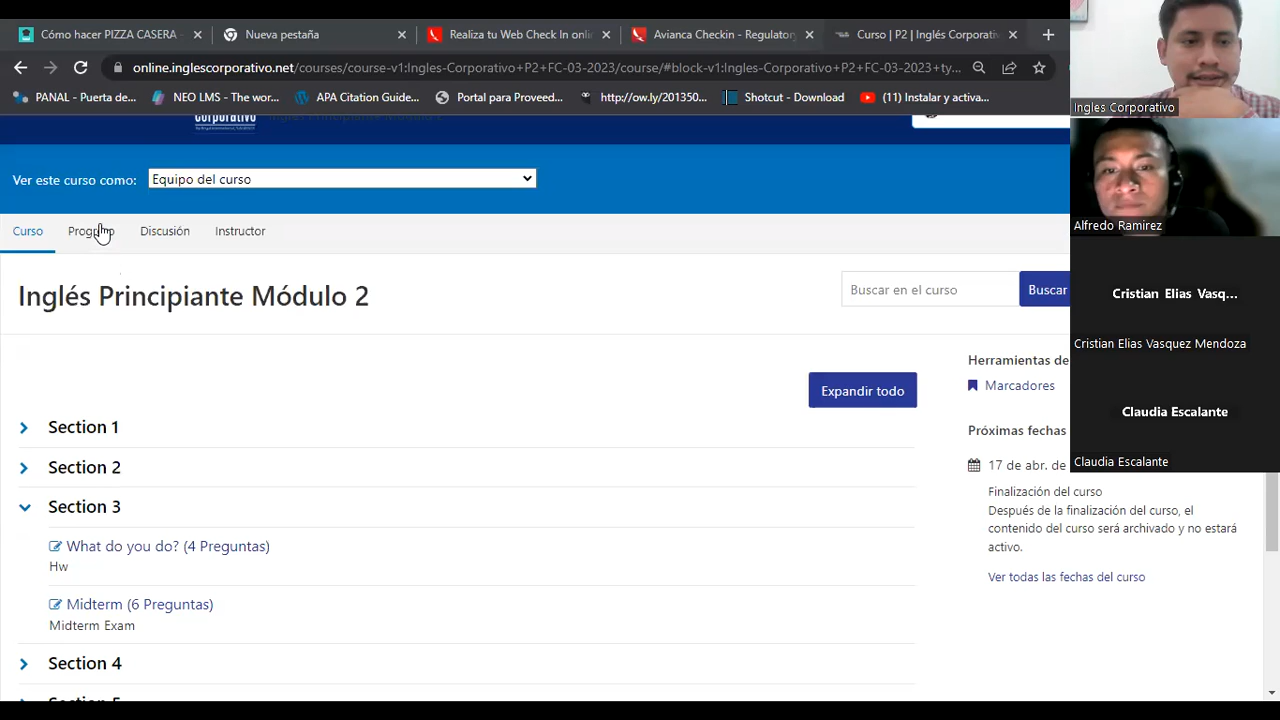 Cómo hacer PIZZA CASERA -
Nueva pestaña
Realiza tu Web Check In onlin
Avianca Checkin - Regulatory
Curso | P2 | Inglés Corporati
online.inglescorporativo.net/courses/course-v1:Ingles-Corporativo+P2+FC-03-2023/course/#block-v1:Ingles-Corporativo+P2+FC-03-2023+ty...
PANAL - Puerta de...
NEO LMS - The wor...
APA Citation Guide...
Portal para Proveed...
http://ow.ly/201350...
Shotcut - Download
(11) Instalar y activa...
corporativo
Ver este curso como:
Equipo del curso
Curso
Discusión
Instructor
Inglés Principiante Módulo 2
Buscar en el curso
Buscar
Expandir todo
Section 1
Section 2
Section 3
What do you do? (4 Preguntas)
Hw
Midterm (6 Preguntas)
Midterm Exam
Section 4
Herramientas de
Marcadores
Próximas fechas
17 de abr. de
Finalización del curso
Después de la finalización del curso, el
contenido del curso será archivado y no estará
activo.
Ver todas las fechas del curso
Ingles Corporativo
Alfredo Ramirez
Cristian Elias Vasq...
Cristian Elias Vasquez Mendoza
Claudia Escalante
Claudia Escalante